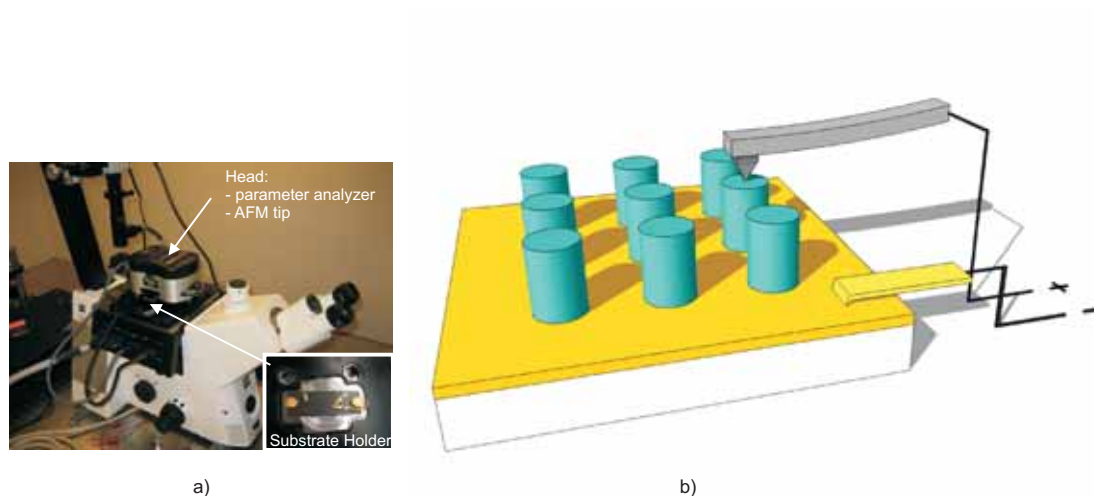 Head:
- parameter analyzer
- AFM tip
Substrate Holder
+
-
a)
b)